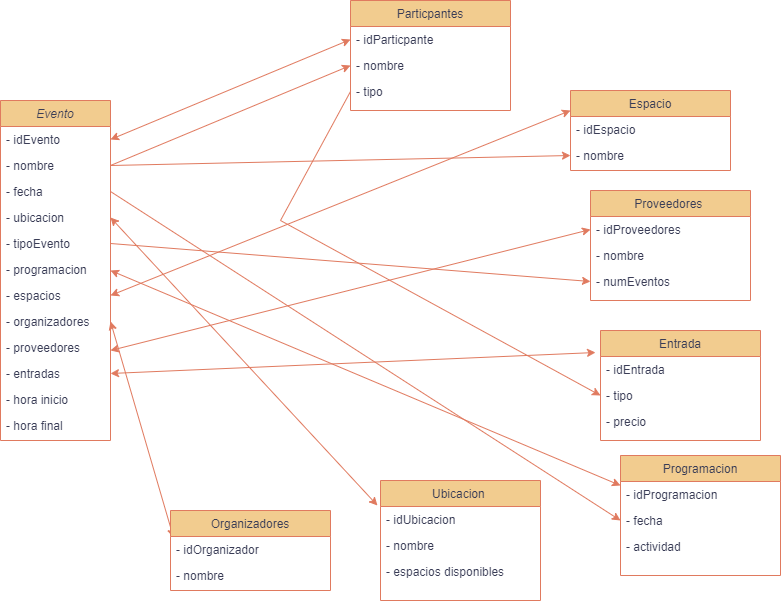 Particpantes
- idParticpante
- nombre
- tipo
Evento
- idEvento
- nombre
- fecha
- ubicacion
- tipoEvento
- programacion
- espacios
- organizadores
- proveedores
- entradas
- hora inicio
- hora final
Espacio
- idEspacio
- nombre
Proveedores
- idProveedores
- nombre
- numEventos
Entrada
- idEntrada
- tipo
- precio
Programacion
- idProgramacion
- fecha
- actividad
Ubicacion
- idUbicacion
- nombre
- espacios disponibles
Organizadores
- idOrganizador
- nombre